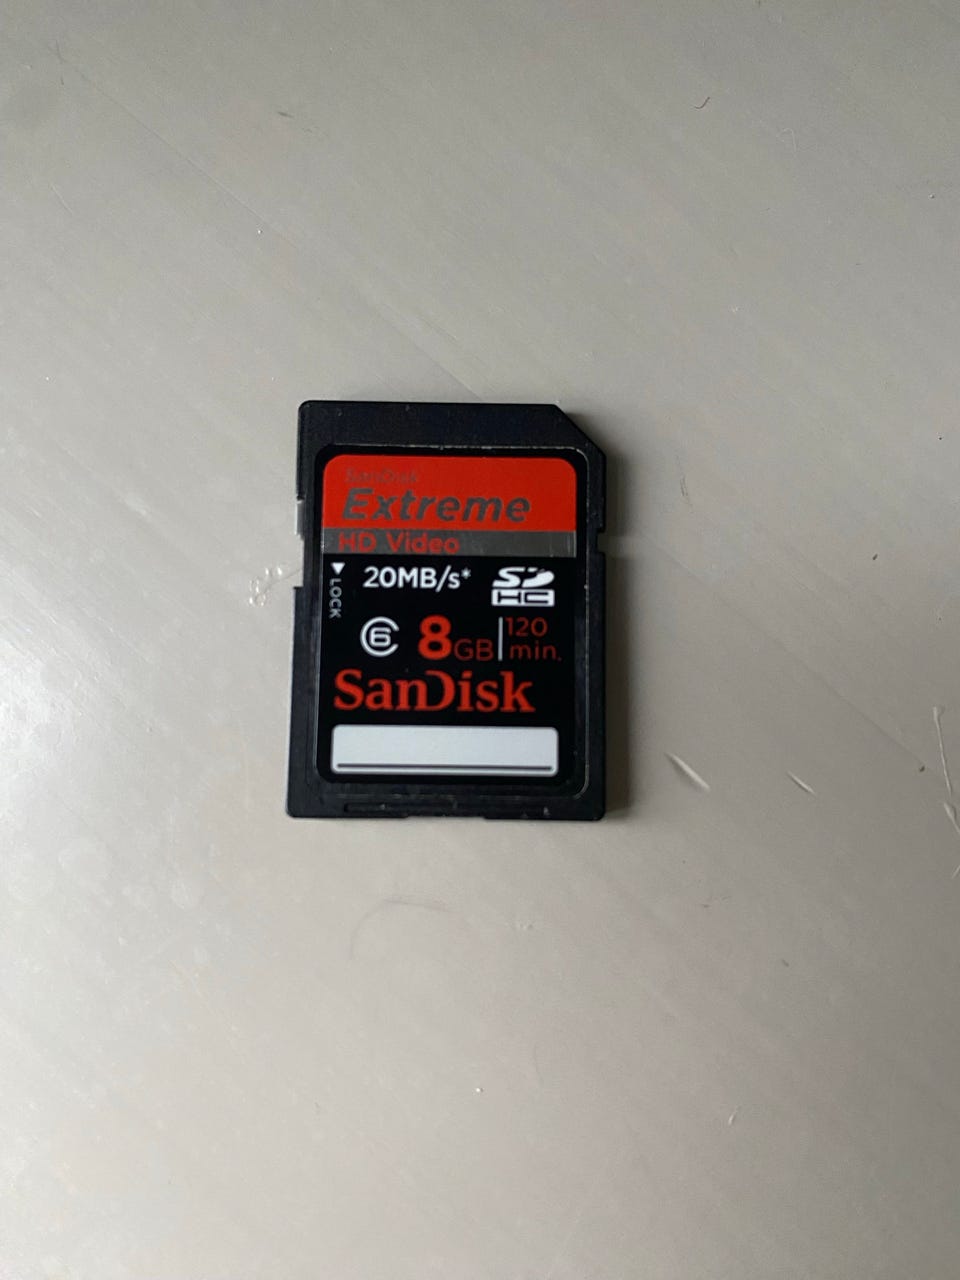 SanDisk
Extreme
HD Video
20MB/s*
SD
HC
LOCK
6
8GB
120
min.
SanDisk